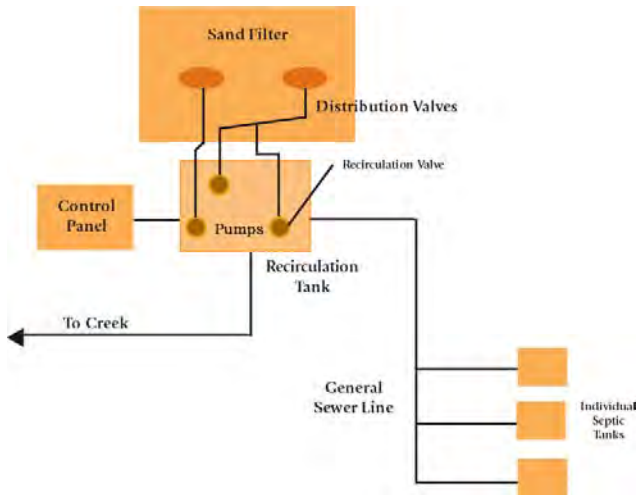 Sand Filter
Distribution Valves
Recirculation Valve
Control
Panel
Pumps
Recirculation
Tank
To Creek
General
Sewer Line
Individual
Septic
Tanks